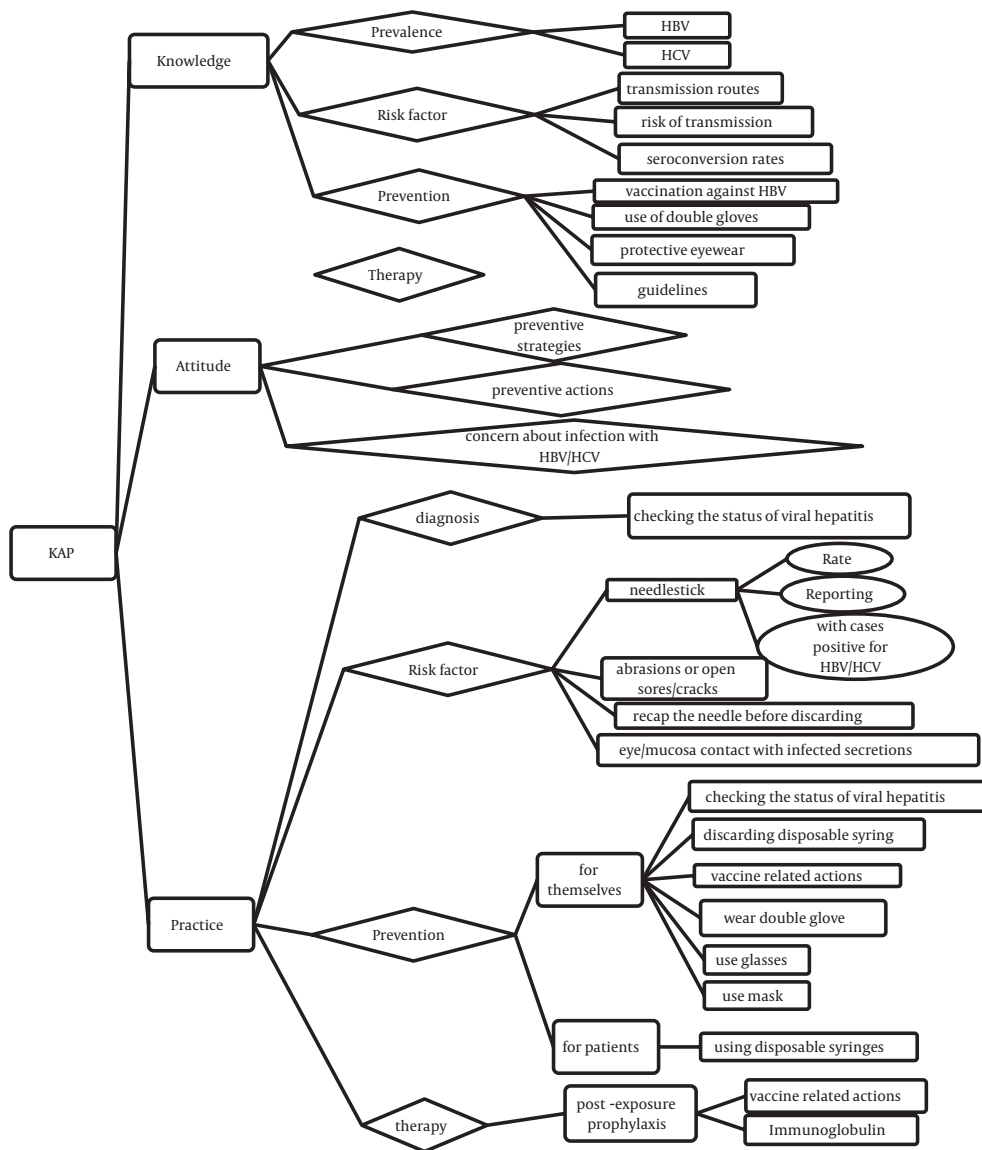 KAP
Knowledge
Prevalence
HBV
HCV
Risk factor
transmission routes
risk of transmission
seroconversion rates
Prevention
vaccination against HBV
use of double gloves
protective eyewear
guidelines
Therapy
Attitude
preventive
strategies
preventive actions
concern about infection with
HBV/HCV
Practice
diagnosis
checking the status of viral hepatitis
Risk factor
needlestick
Rate
Reporting
with cases
positive for
HBV/HCV
abrasions or open
sores/cracks
recap the needle before discarding
eye/mucosa contact with infected secretions
Prevention
for
themselves
checking the status of viral hepatitis
discarding disposable syring
vaccine related actions
wear double glove
use glasses
use mask
for patients
using disposable syringes
therapy
post -exposure
prophylaxis
vaccine related actions
Immunoglobulin